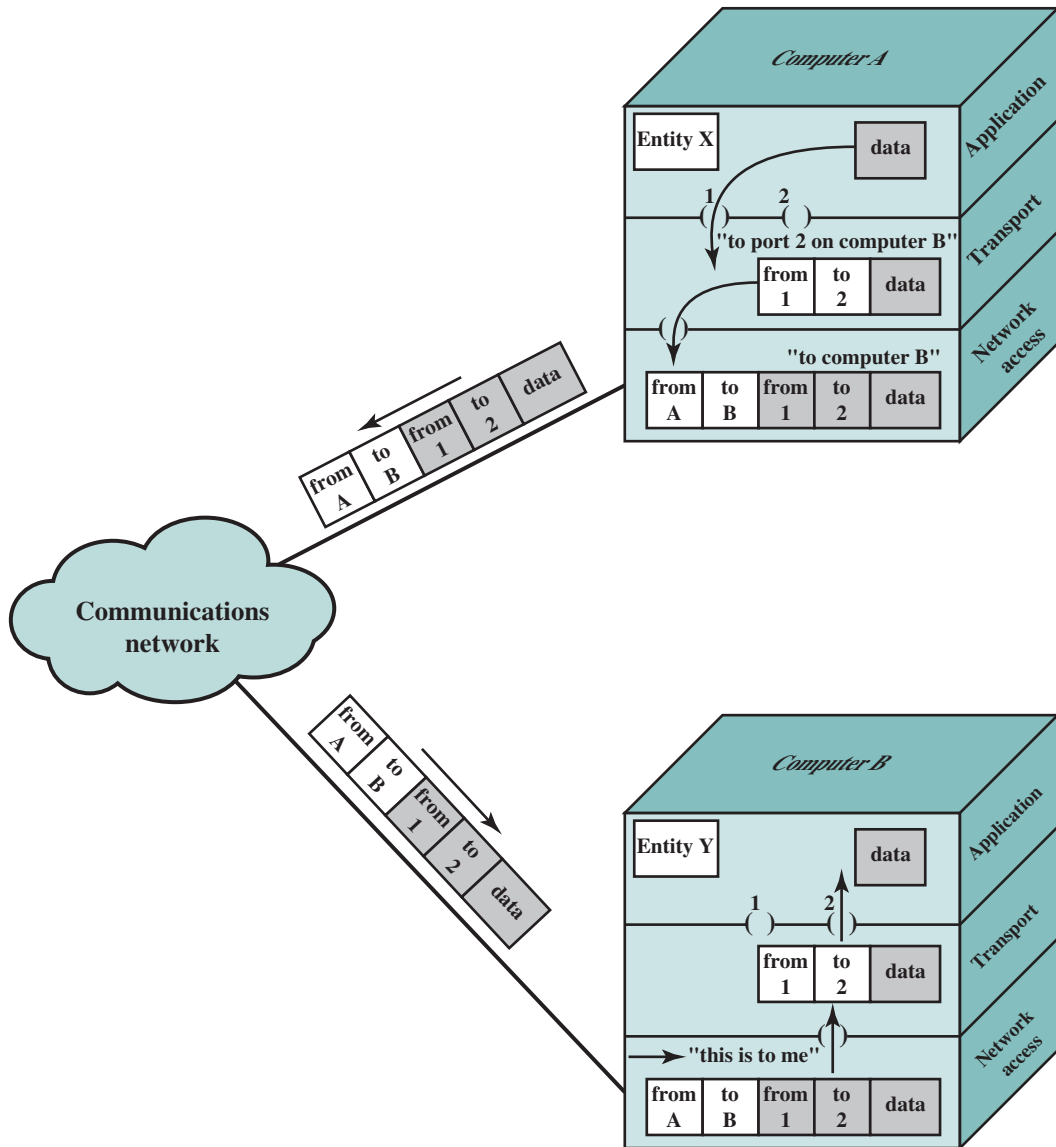 Computer A
Application
Entity X
data
1
2
"to port 2 on computer B"
Transport
from
1
to
2
data
"to computer B"
Network
access
from
A
to
B
from
1
to
2
data
from
A
to
B
from
1
to
2
data
Communications
network
from
A
to
B
from
1
to
2
data
Computer B
Application
Entity Y
data
1
2
Transport
from
1
to
2
data
"this is to me"
Network
access
from
A
to
B
from
1
to
2
data